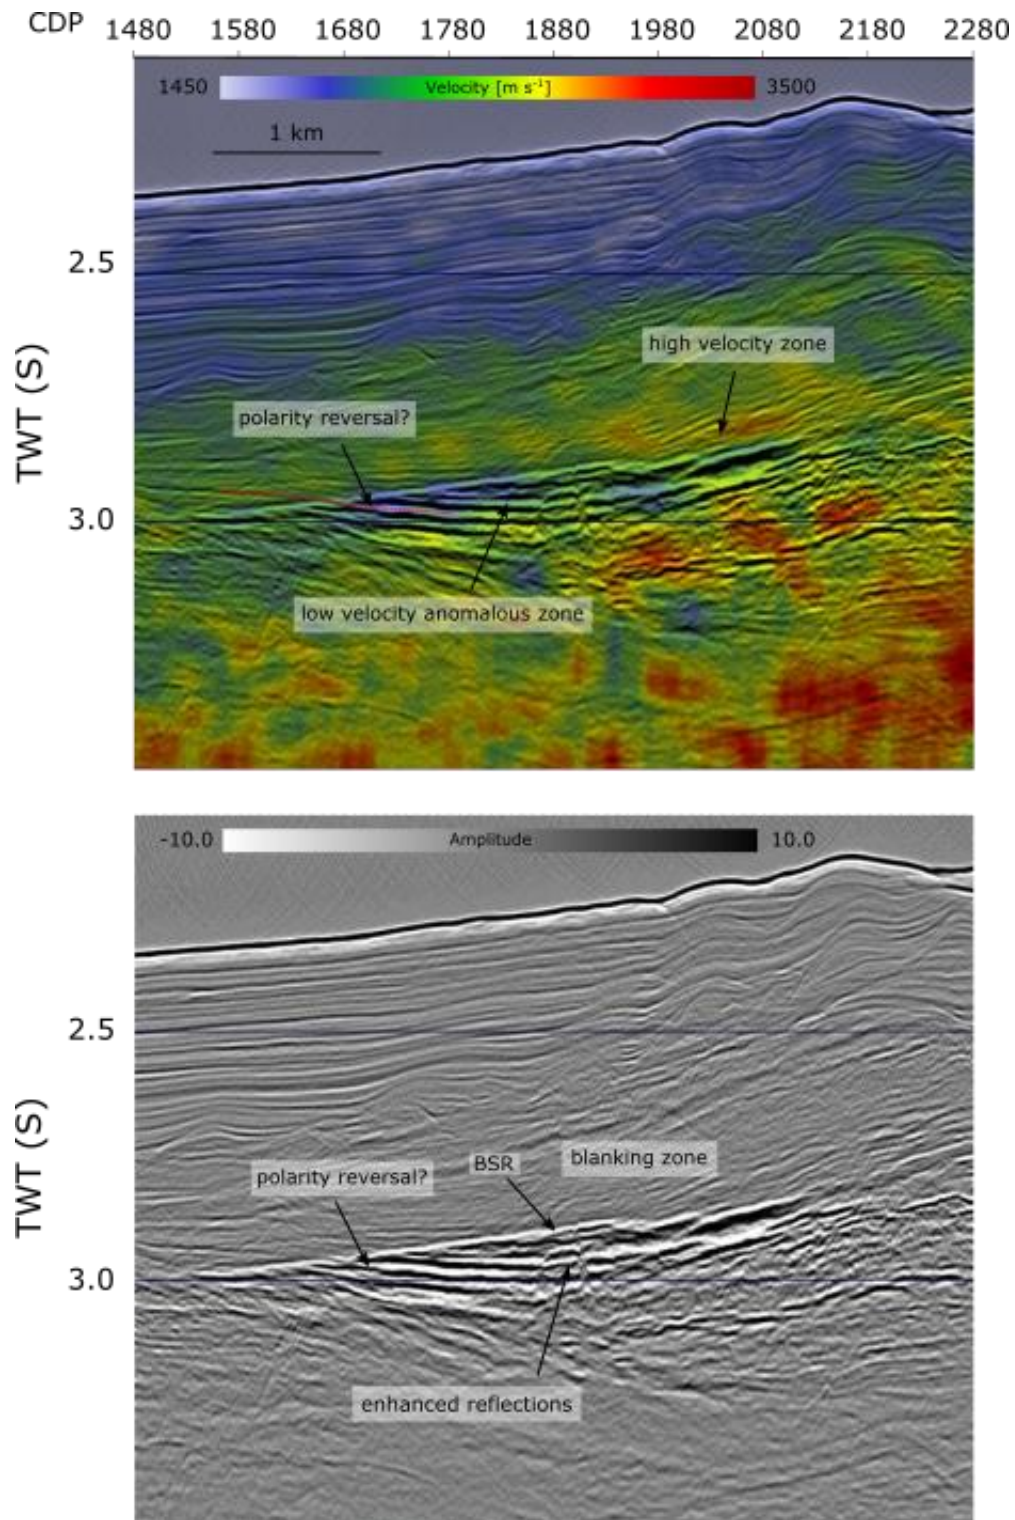 CDP 1480 1580 1680 1780 1880 1980 2080 2180 2280
1450 Velocity [m s⁻¹] 3500
1 km
2.5
high velocity zone
TWT (S)
polarity reversal?
3.0
low velocity anomalous zone
-10.0 Amplitude 10.0
2.5
BSR blanking zone
polarity reversal?
TWT (S)
3.0
enhanced reflections